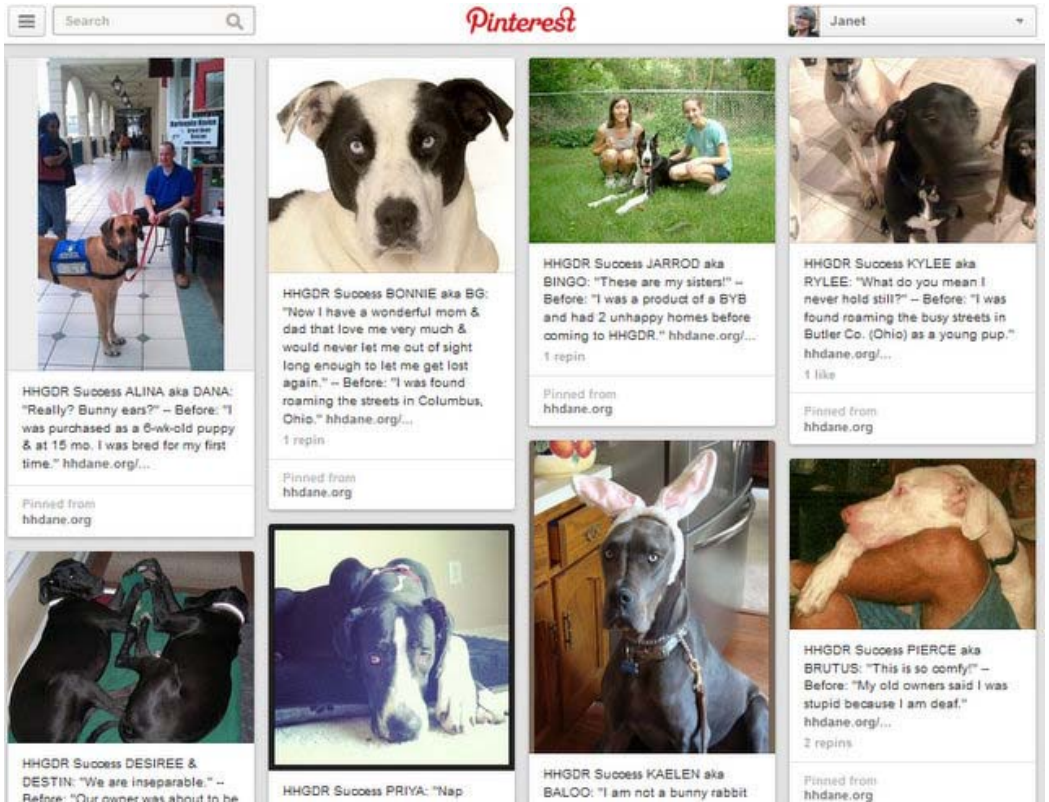 Search
Pinterest
Janet
HHGDR Success ALINA aka DANA:
"Really? Bunny ears?" -- Before: "I
was purchased as a 6-wk-old puppy
& at 15 mo. I was bred for my first
time." hhdane.org/...
Pinned from
hhdane.org
HHGDR Success DESIREE &
DESTIN: "We are inseparable." --
Before: "Our owner was about to be
HHGDR Success BONNIE aka BG:
"Now I have a wonderful mom &
dad that love me very much &
would never let me out of sight
long enough to let me get lost
again." -- Before: "I was found
roaming the streets in Columbus,
Ohio." hhdane.org/...
1 repin
Pinned from
hhdane.org
HHGDR Success PRIYA: "Nap
HHGDR Success JARROD aka
BINGO: "These are my sisters!" --
Before: "I was a product of a BYB
and had 2 unhappy homes before
coming to HHGDR." hhdane.org/...
1 repin
Pinned from
hhdane.org
HHGDR Success KAELEN aka
BALOO: "I am not a bunny rabbit
HHGDR Success KYLEE aka
RYLEE: "What do you mean I
never hold still?" -- Before: "I was
found roaming the busy streets in
Butler Co. (Ohio) as a young pup."
hhdane.org/...
1 like
Pinned from
hhdane.org
HHGDR Success PIERCE aka
BRUTUS: "This is so comfy!" --
Before: "My old owners said I was
stupid because I am deaf."
hhdane.org/...
2 repins
Pinned from
hhdane.org